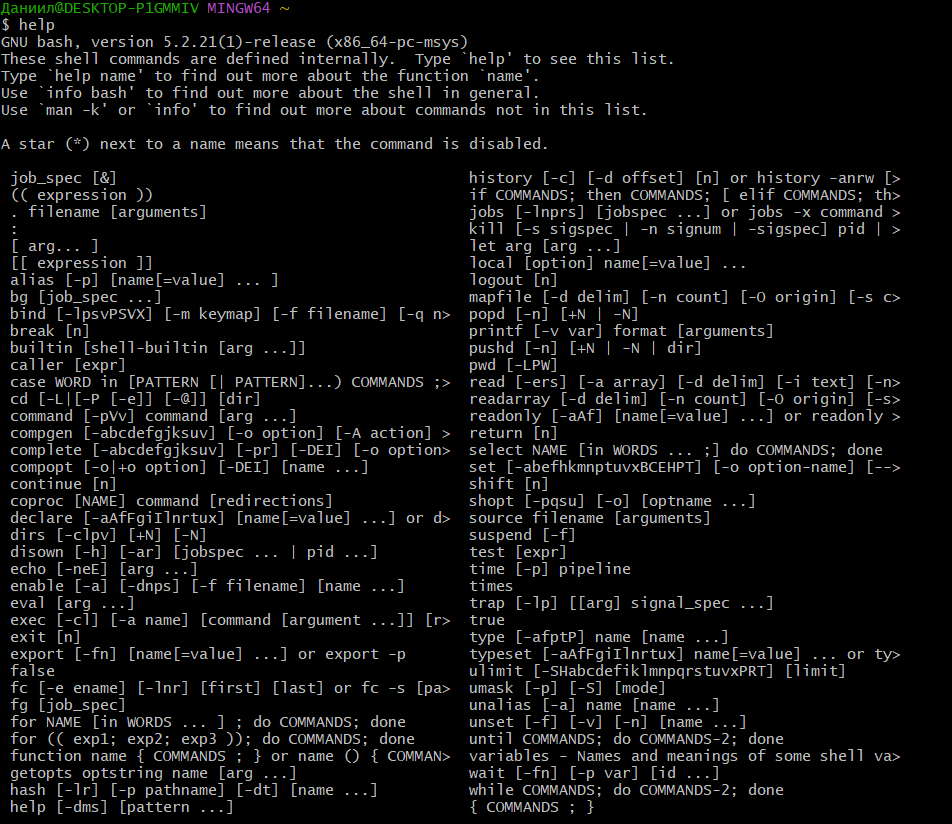 Даниил@DESKTOP-P1GMMIV MINGW64 ~
$ help
GNU bash, version 5.2.21(1)-release (x86_64-pc-msys)
These shell commands are defined internally.  Type `help' to see this list.
Type `help name' to find out more about the function `name'.
Use `info bash' to find out more about the shell in general.
Use `man -k' or `info' to find out more about commands not in this list.

A star (*) next to a name means that the command is disabled.

 job_spec [&]                                       history [-c] [-d offset] [n] or history -anrw [>
 (( expression ))                                   if COMMANDS; then COMMANDS; [ elif COMMANDS; th>
 . filename [arguments]                             jobs [-lnprs] [jobspec ...] or jobs -x command >
 :                                                  kill [-s sigspec | -n signum | -sigspec] pid | >
 [ arg... ]                                         let arg [arg ...]
 [[ expression ]]                                   local [option] name[=value] ...
 alias [-p] [name[=value] ... ]                     logout [n]
 bg [job_spec ...]                                  mapfile [-d delim] [-n count] [-O origin] [-s c>
 bind [-lpsvPSVX] [-m keymap] [-f filename] [-q n>  popd [-n] [+N | -N]
 break [n]                                          printf [-v var] format [arguments]
 builtin [shell-builtin [arg ...]]                  pushd [-n] [+N | -N | dir]
 caller [expr]                                      pwd [-LPW]
 case WORD in [PATTERN [| PATTERN]...) COMMANDS ;>  read [-ers] [-a array] [-d delim] [-i text] [-n>
 cd [-L|[-P [-e]] [-@]] [dir]                       readarray [-d delim] [-n count] [-O origin] [-s>
 command [-pVv] command [arg ...]                   readonly [-aAf] [name[=value] ...] or readonly >
 compgen [-abcdefgjksuv] [-o option] [-A action] >  return [n]
 complete [-abcdefgjksuv] [-pr] [-DEI] [-o option>  select NAME [in WORDS ... ;] do COMMANDS; done
 compopt [-o|+o option] [-DEI] [name ...]           set [-abefhkmnptuvxBCEHPT] [-o option-name] [-->
 continue [n]                                       shift [n]
 coproc [NAME] command [redirections]               shopt [-pqsu] [-o] [optname ...]
 declare [-aAfFgiIlnrtux] [name[=value] ...] or d>  source filename [arguments]
 dirs [-clpv] [+N] [-N]                             suspend [-f]
 disown [-h] [-ar] [jobspec ... | pid ...]          test [expr]
 echo [-neE] [arg ...]                              time [-p] pipeline
 enable [-a] [-dnps] [-f filename] [name ...]       times
 eval [arg ...]                                     trap [-lp] [[arg] signal_spec ...]
 exec [-cl] [-a name] [command [argument ...]] [r>  true
 exit [n]                                           type [-afptP] name [name ...]
 export [-fn] [name[=value] ...] or export -p       typeset [-aAfFgiIlnrtux] name[=value] ... or ty>
 false                                              ulimit [-SHabcdefiklmnpqrstuvxPRT] [limit]
 fc [-e ename] [-lnr] [first] [last] or fc -s [pa>  umask [-p] [-S] [mode]
 fg [job_spec]                                      unalias [-a] name [name ...]
 for NAME [in WORDS ... ] ; do COMMANDS; done       unset [-f] [-v] [-n] [name ...]
 for (( exp1; exp2; exp3 )); do COMMANDS; done      until COMMANDS; do COMMANDS-2; done
 function name { COMMANDS ; } or name () { COMMAN>  variables - Names and meanings of some shell va>
 getopts optstring name [arg ...]                   wait [-fn] [-p var] [id ...]
 hash [-lr] [-p pathname] [-dt] [name ...]          while COMMANDS; do COMMANDS-2; done
 help [-dms] [pattern ...]                          { COMMANDS ; }